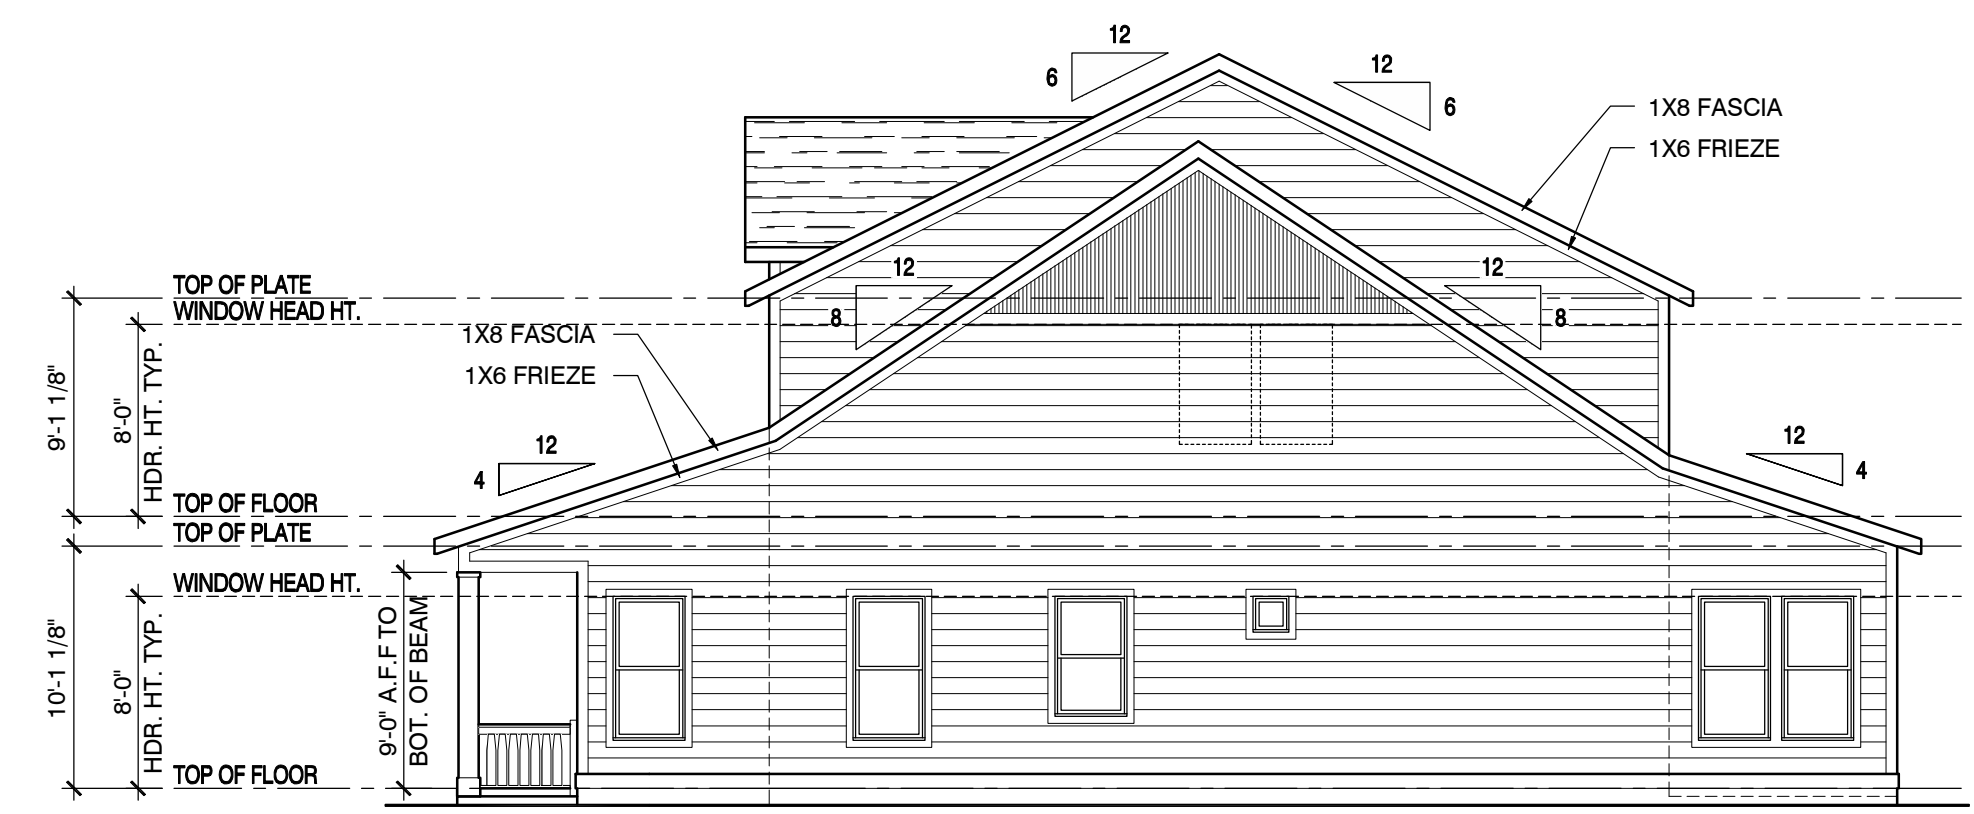 12
6
12
6
1X8 FASCIA
1X6 FRIEZE
12
8
12
8
TOP OF PLATE
WINDOW HEAD HT.
1X8 FASCIA
1X6 FRIEZE
9'-1 1/8"
8'-0"
HDR. HT. TYP.
12
4
12
4
TOP OF FLOOR
TOP OF PLATE
WINDOW HEAD HT.
10'-1 1/8"
8'-0"
HDR. HT. TYP.
9'-0" A.F.F TO
BOT. OF BEAM
TOP OF FLOOR